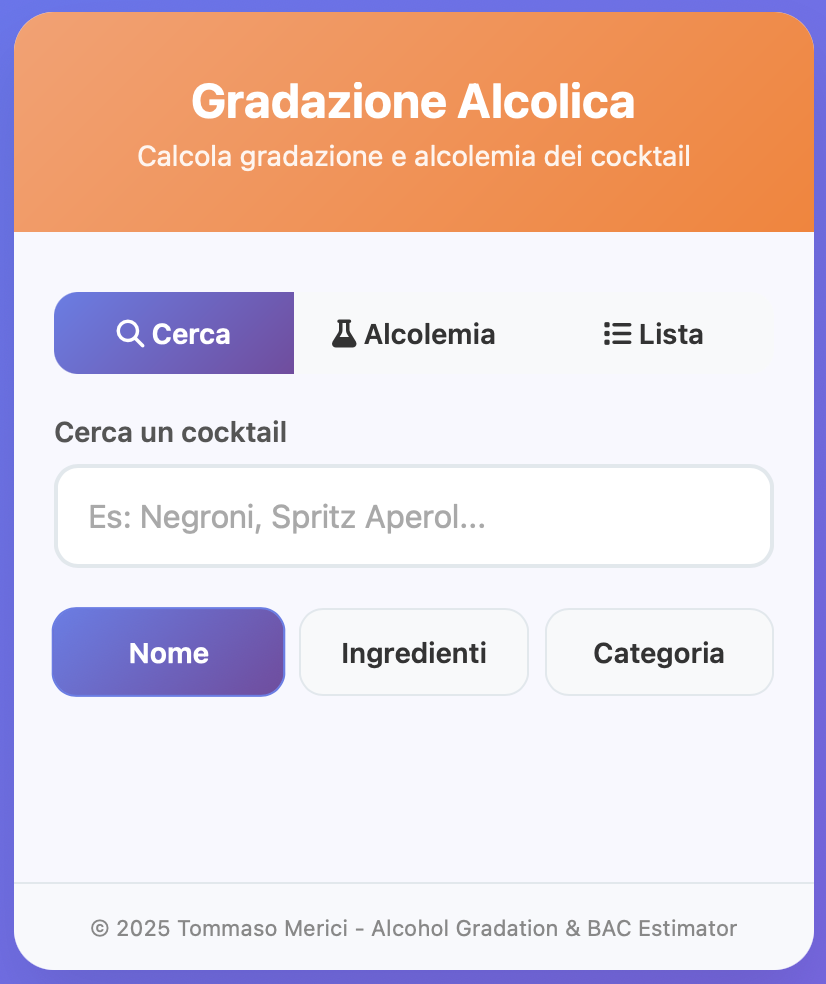 Gradazione Alcolica
Calcola gradazione e alcolemia dei cocktail
Cerca Alcolemia Lista
Cerca un cocktail
Es: Negroni, Spritz Aperol...
Nome Ingredienti Categoria
© 2025 Tommaso Merici - Alcohol Gradation & BAC Estimator